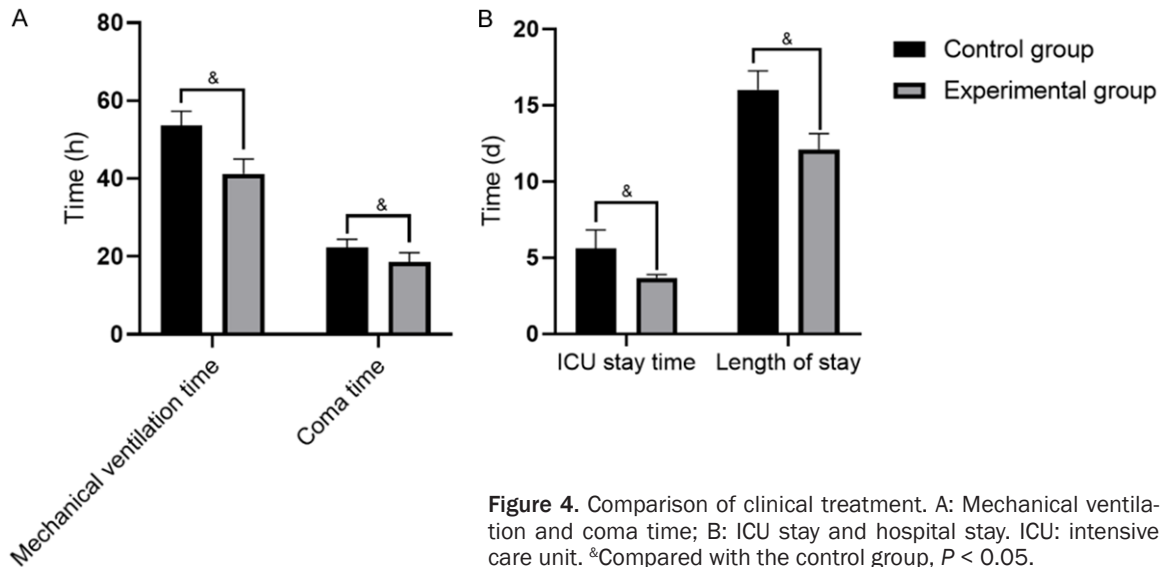 A
80
60
40
20
0
Time (h)
&
&
Mechanical ventilation time
Coma time
B
20
15
10
5
0
Time (d)
&
&
ICU stay time
Length of stay
Control group
Experimental group
Figure 4. Comparison of clinical treatment. A: Mechanical ventila-
tion and coma time; B: ICU stay and hospital stay. ICU: intensive
care unit. &Compared with the control group, P < 0.05.